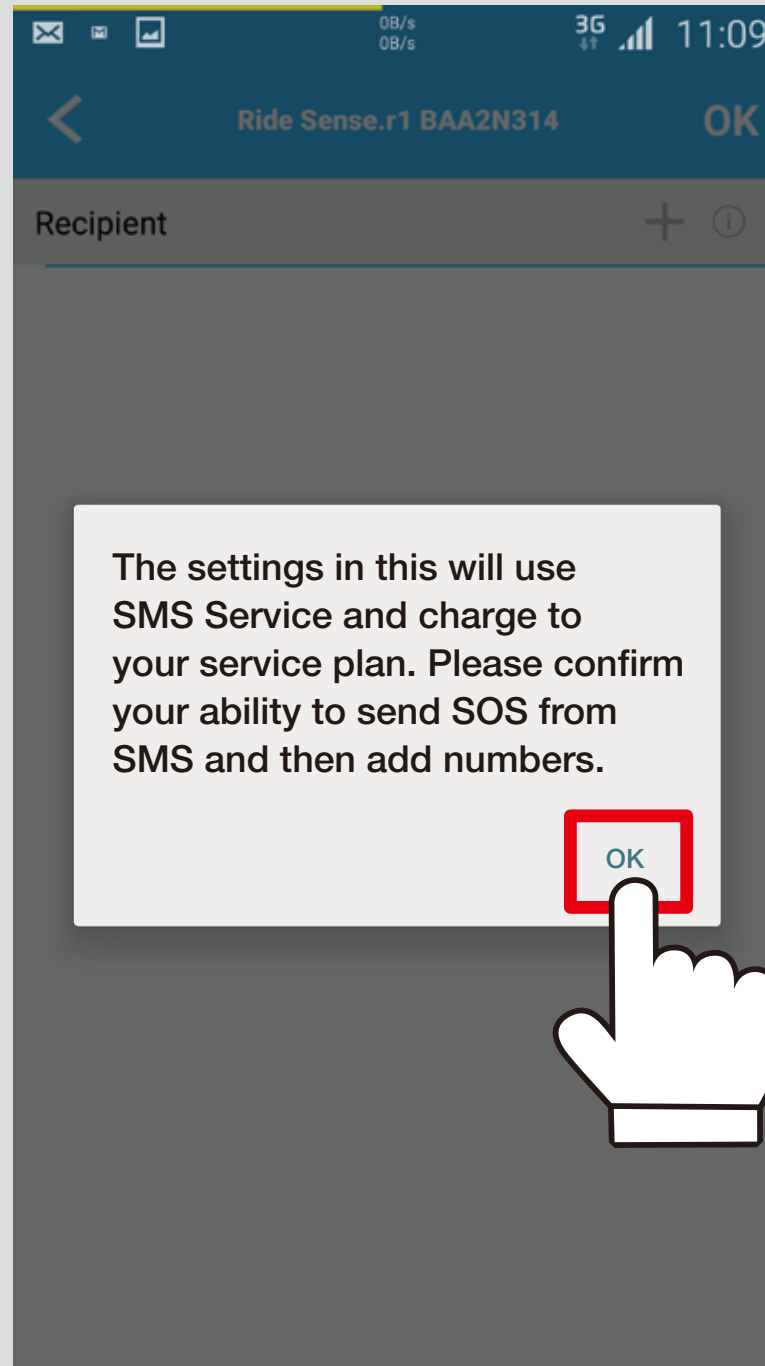 0B/s
0B/s
3G
11:09
Ride Sense.r1 BAA2N314
OK
Recipient
The settings in this will use
SMS Service and charge to
your service plan. Please confirm
your ability to send SOS from
SMS and then add numbers.
OK